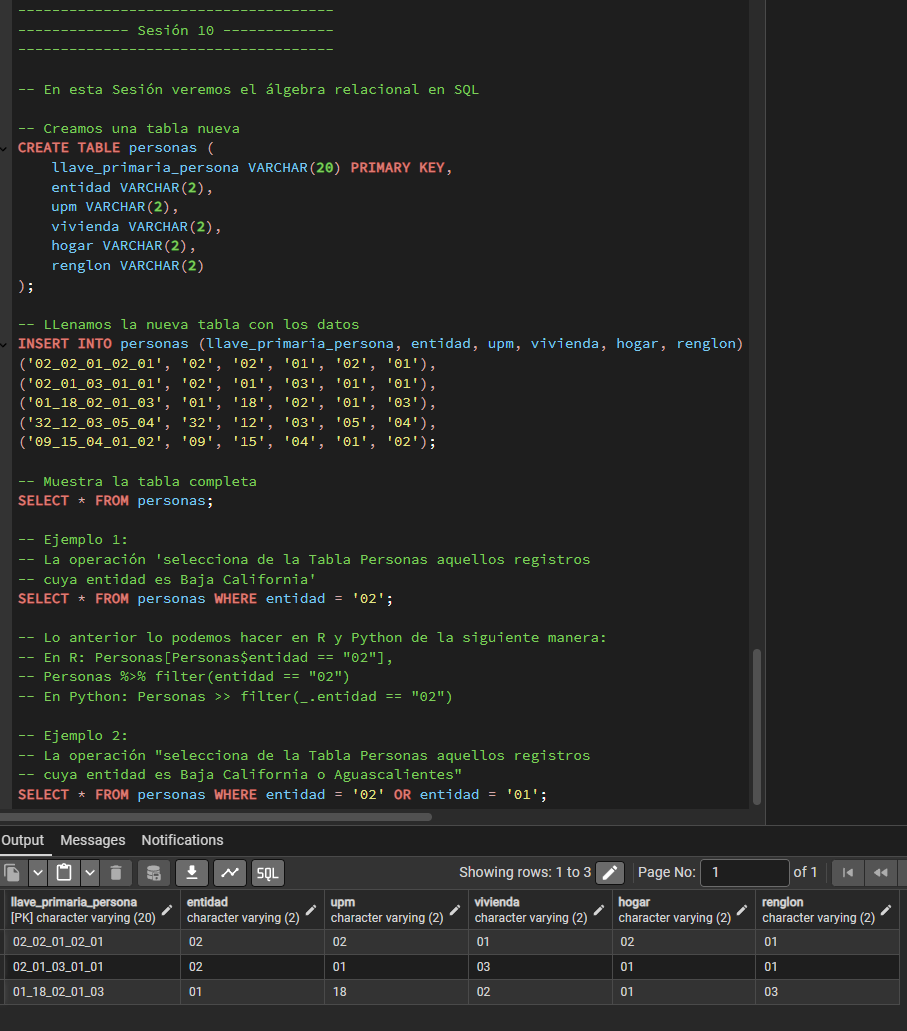 -------------------------------------
------------- Sesión 10 -------------
-------------------------------------
-- En esta Sesión veremos el álgebra relacional en SQL
-- Creamos una tabla nueva
CREATE TABLE personas (
llave_primaria_persona VARCHAR(20) PRIMARY KEY,
entidad VARCHAR(2),
upm VARCHAR(2),
vivienda VARCHAR(2),
hogar VARCHAR(2),
renglon VARCHAR(2)
);
-- LLenamos la nueva tabla con los datos
INSERT INTO personas (llave_primaria_persona, entidad, upm, vivienda, hogar, renglon)
('02_02_01_02_01', '02', '02', '01', '02', '01'),
('02_01_03_01_01', '02', '01', '03', '01', '01'),
('01_18_02_01_03', '01', '18', '02', '01', '03'),
('32_12_03_05_04', '32', '12', '03', '05', '04'),
('09_15_04_01_02', '09', '15', '04', '01', '02');
-- Muestra la tabla completa
SELECT * FROM personas;
-- Ejemplo 1:
-- La operación 'selecciona de la Tabla Personas aquellos registros
-- cuya entidad es Baja California'
SELECT * FROM personas WHERE entidad = '02';
-- Lo anterior lo podemos hacer en R y Python de la siguiente manera:
-- En R: Personas[Personas$entidad == "02"],
-- Personas %>% filter(entidad == "02")
-- En Python: Personas >> filter(_.entidad == "02")
-- Ejemplo 2:
-- La operación "selecciona de la Tabla Personas aquellos registros
-- cuya entidad es Baja California o Aguascalientes"
SELECT * FROM personas WHERE entidad = '02' OR entidad = '01';
Output Messages Notifications
SQL Showing rows: 1 to 3 Page No: 1 of 1
llave_primaria_persona entidad upm vivienda hogar renglon
[PK] character varying (20) character varying (2) character varying (2) character varying (2) character varying (2) character varying (2)
02_02_01_02_01 02 02 01 02 01
02_01_03_01_01 02 01 03 01 01
01_18_02_01_03 01 18 02 01 03